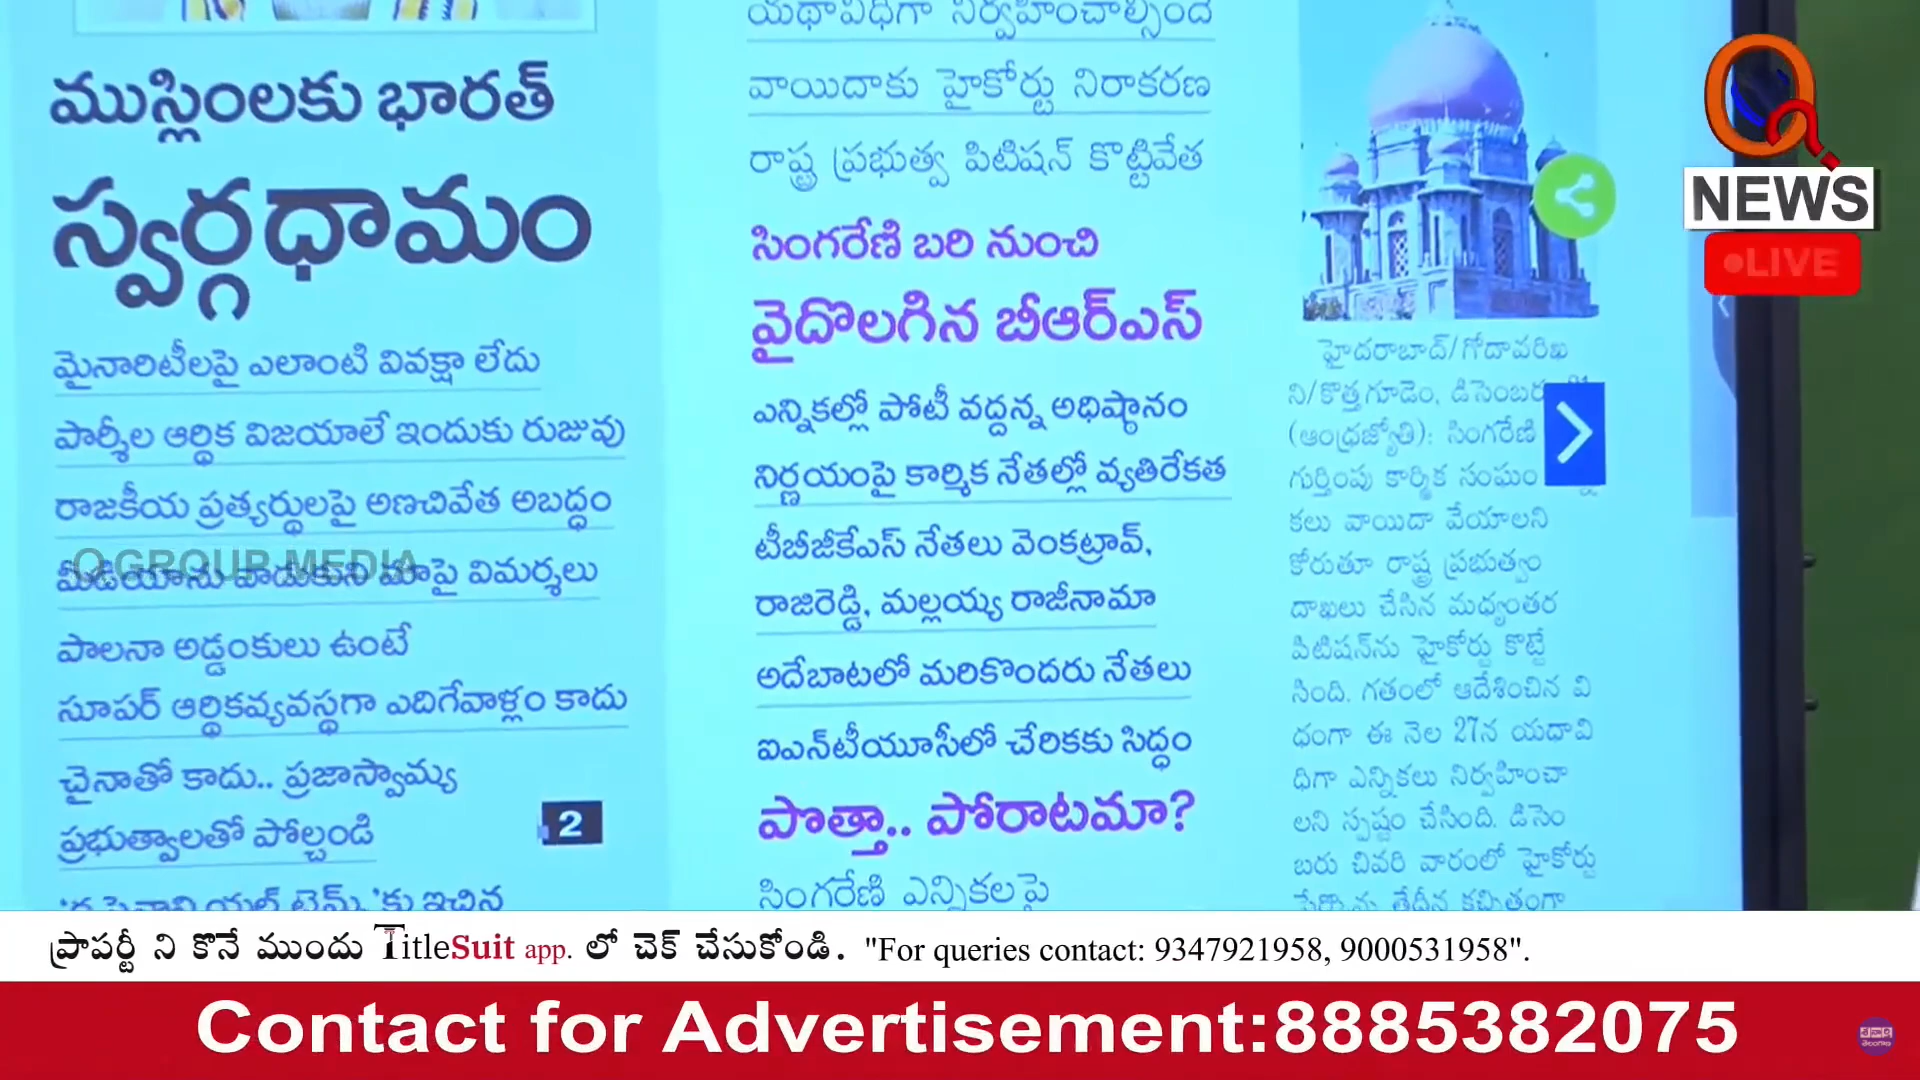 ముస్లింలకు భారత్
స్వర్గధామం
మైనారిటీలపై ఎలాంటి వివక్షా లేదు
పార్శీల ఆర్థిక విజయాలే ఇందుకు రుజువు
రాజకీయ ప్రత్యర్థులపై అణచివేత అబద్ధం
మీడియాను వాడుకుని మాపై విమర్శలు
పాలనా అడ్డంకులు ఉంటే
సూపర్ ఆర్థికవ్యవస్థగా ఎదిగేవాళ్లం కాదు
చైనాతో కాదు.. ప్రజాస్వామ్య
ప్రభుత్వాలతో పోల్చండి
2
QGROUP MEDIA
యథావిధిగా నిర్వహించాల్సిందే
వాయిదాకు హైకోర్టు నిరాకరణ
రాష్ట్ర ప్రభుత్వ పిటిషన్ కొట్టివేత
సింగరేణి బరి నుంచి
వైదొలగిన బీఆర్ఎస్
ఎన్నికల్లో పోటీ వద్దన్న అధిష్ఠానం
నిర్ణయంపై కార్మిక నేతల్లో వ్యతిరేకత
టీబీజీకేఎస్ నేతలు వెంకట్రావ్,
రాజిరెడ్డి, మల్లయ్య రాజీనామా
అదేబాటలో మరికొందరు నేతలు
ఐఎన్‌టీయూసీలో చేరికకు సిద్ధం
పొత్తా.. పోరాటమా?
సింగరేణి ఎన్నికలపై
హైదరాబాద్/గోదావరిఖ
ని/కొత్తగూడెం, డిసెంబర
(ఆంధ్రజ్యోతి): సింగరేణి
గుర్తింపు కార్మిక సంఘం
కలు వాయిదా వేయాలని
కోరుతూ రాష్ట్ర ప్రభుత్వం
దాఖలు చేసిన మధ్యంతర
పిటిషన్‌ను హైకోర్టు కొట్టే
సింది. గతంలో ఆదేశించిన వి
ధంగా ఈ నెల 27న యథావి
ధిగా ఎన్నికలు నిర్వహించా
లని స్పష్టం చేసింది. డిసెం
బరు చివరి వారంలో హైకోర్టు
Q
NEWS
LIVE
ప్రాపర్టీ ని కొనే ముందు TitleSuit app. లో చెక్ చేసుకోండి. "For queries contact: 9347921958, 9000531958".
Contact for Advertisement:8885382075